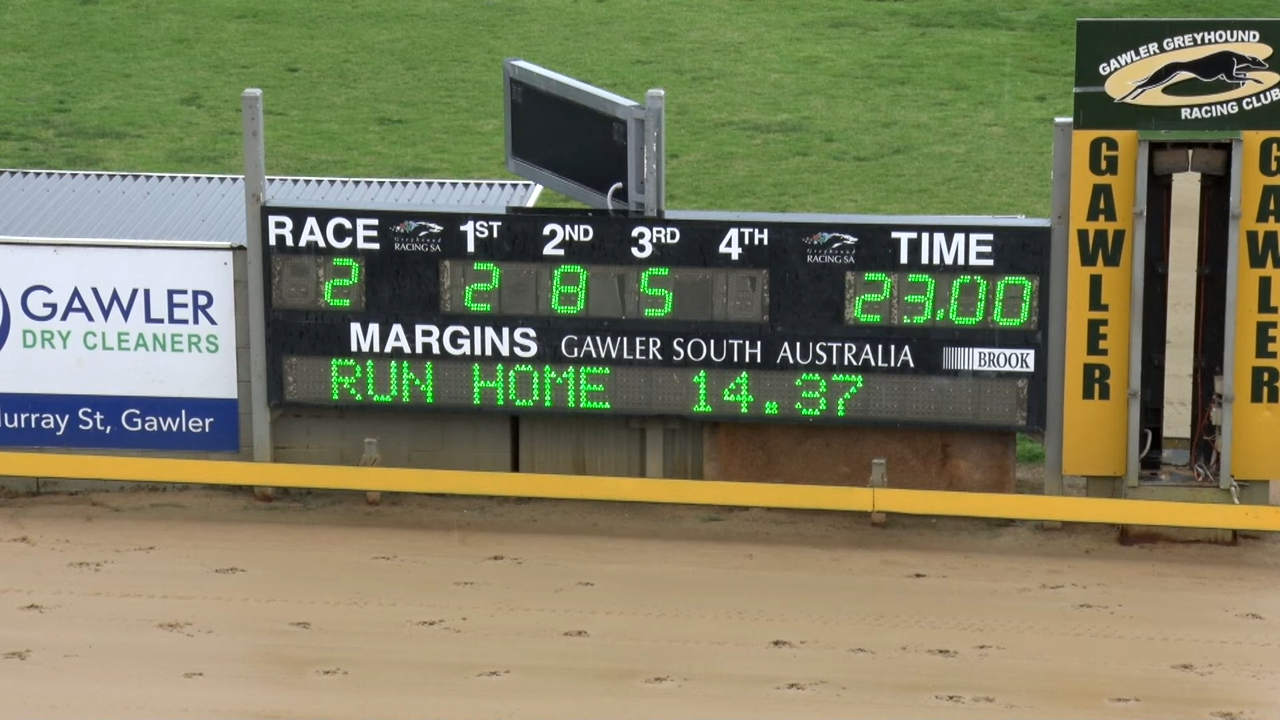 GAWLER GREYHOUND
RACING CLUB
GAWLER
GAWLER
RACE
Greyhound
RACING SA
1ST 2ND 3RD 4TH
Greyhound
RACING SA
TIME
2 2 8 5 23.00
MARGINS GAWLER SOUTH AUSTRALIA BROOK
RUN HOME 14.37
GAWLER
DRY CLEANERS
Murray St, Gawler